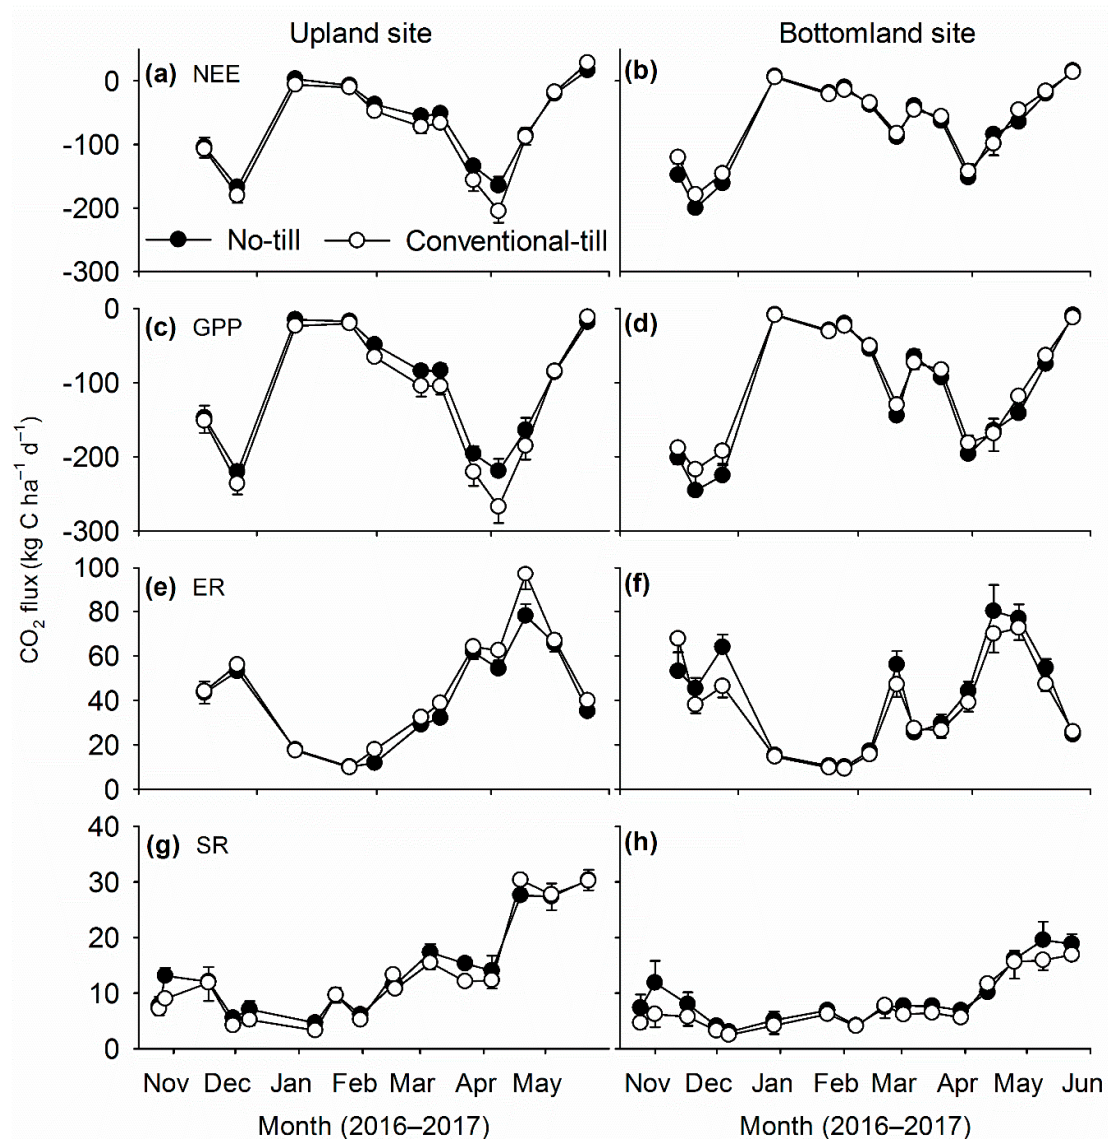 Upland site
Bottomland site
(a) NEE
(b)
0
-100
-200
-300
No-till
Conventional-till
(c) GPP
(d)
0
-100
-200
-300
CO₂ flux (kg C ha⁻¹ d⁻¹)
(e) ER
(f)
100
80
60
40
20
0
(g) SR
(h)
40
30
20
10
0
Nov Dec Jan Feb Mar Apr May
Nov Dec Jan Feb Mar Apr May Jun
Month (2016–2017)
Month (2016–2017)